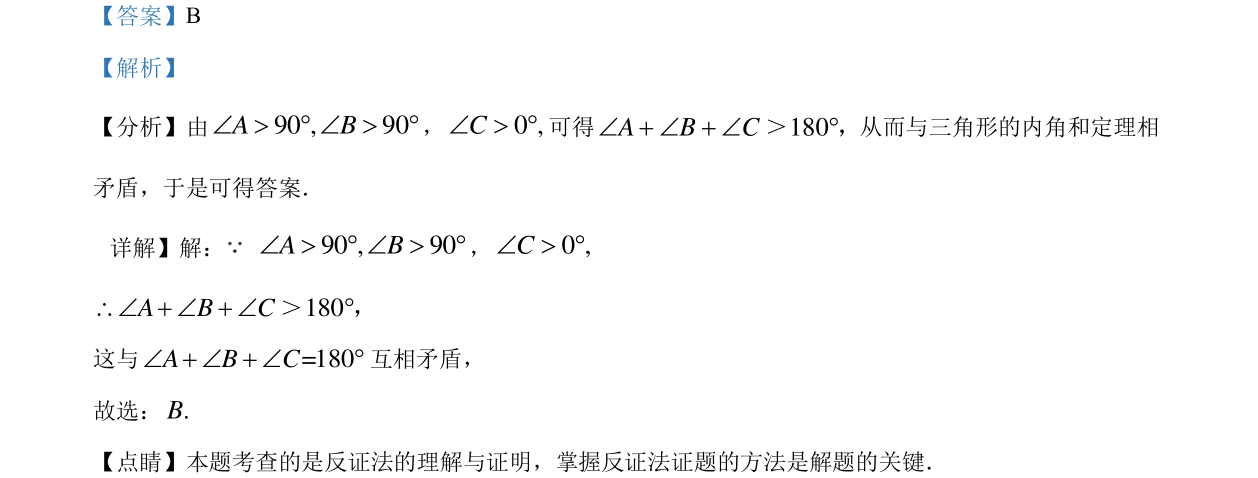 【答案】B
【解析】
【分析】由∠A＞90°,∠B＞90°，∠C＞0°,可得∠A+∠B+∠C＞180°，从而与三角形的内角和定理相
矛盾，于是可得答案．
详解】解：∵ ∠A＞90°,∠B＞90°，∠C＞0°,
∴∠A+∠B+∠C＞180°，
这与∠A+∠B+∠C=180°互相矛盾，
故选：B.
【点睛】本题考查的是反证法的理解与证明，掌握反证法证题的方法是解题的关键．